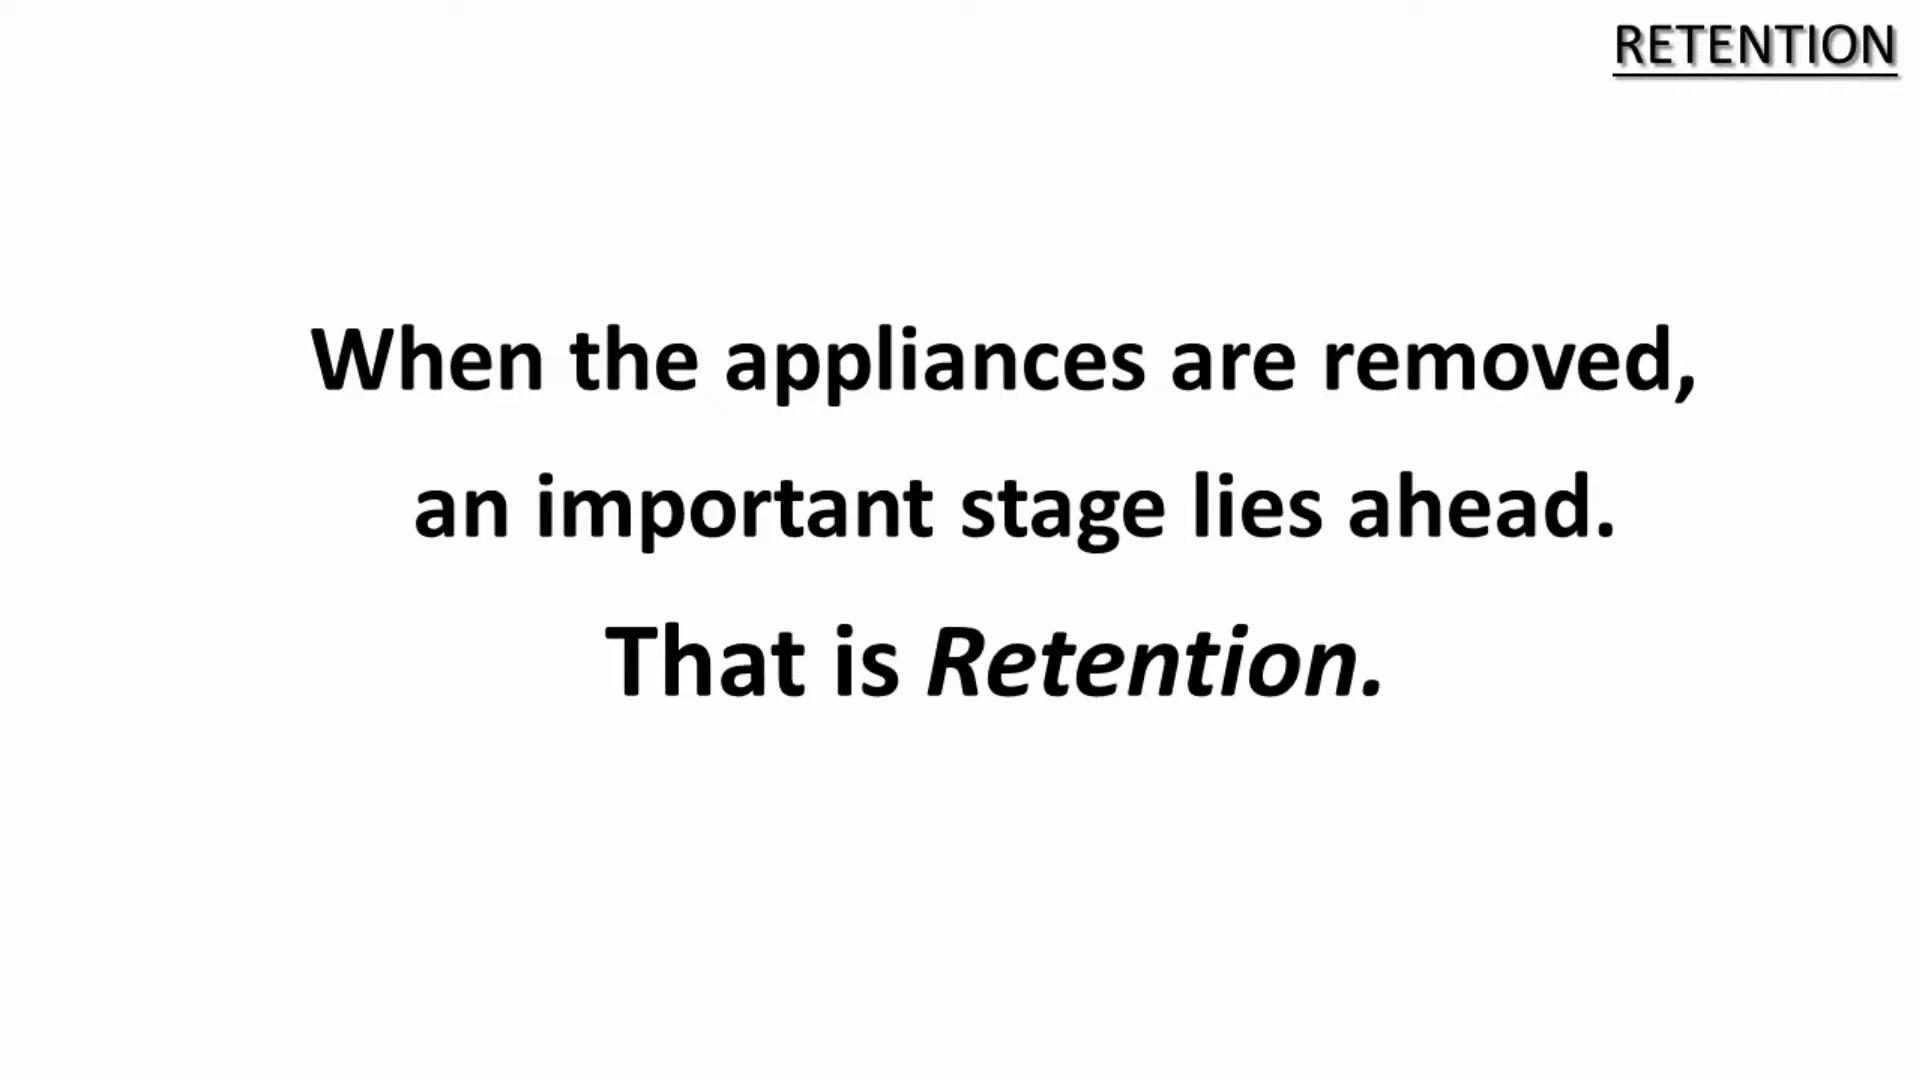 RETENTION
When the appliances are removed,
an important stage lies ahead.
That is Retention.